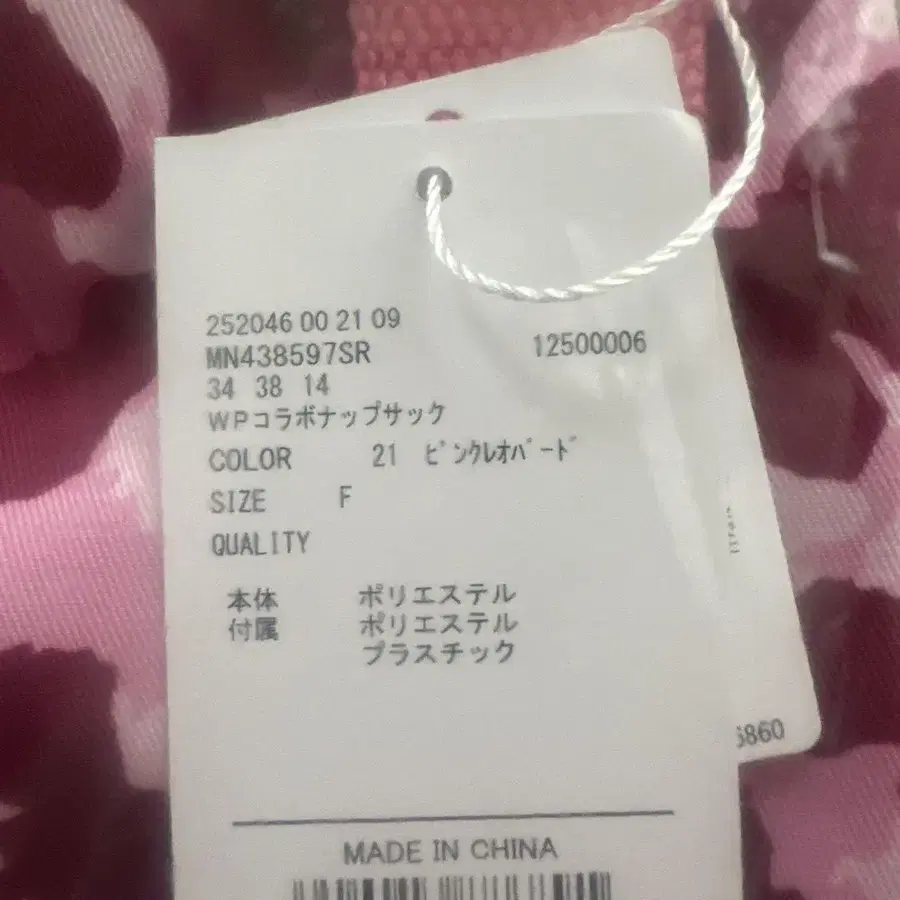 252046 00 21 09
MN438597SR 12500006
34 38 14
WPコラボナップサック
COLOR 21 ピンクレオパード
SIZE F
QUALITY
本体 ポリエステル
付属 ポリエステル
プラスチック
6860
MADE IN CHINA